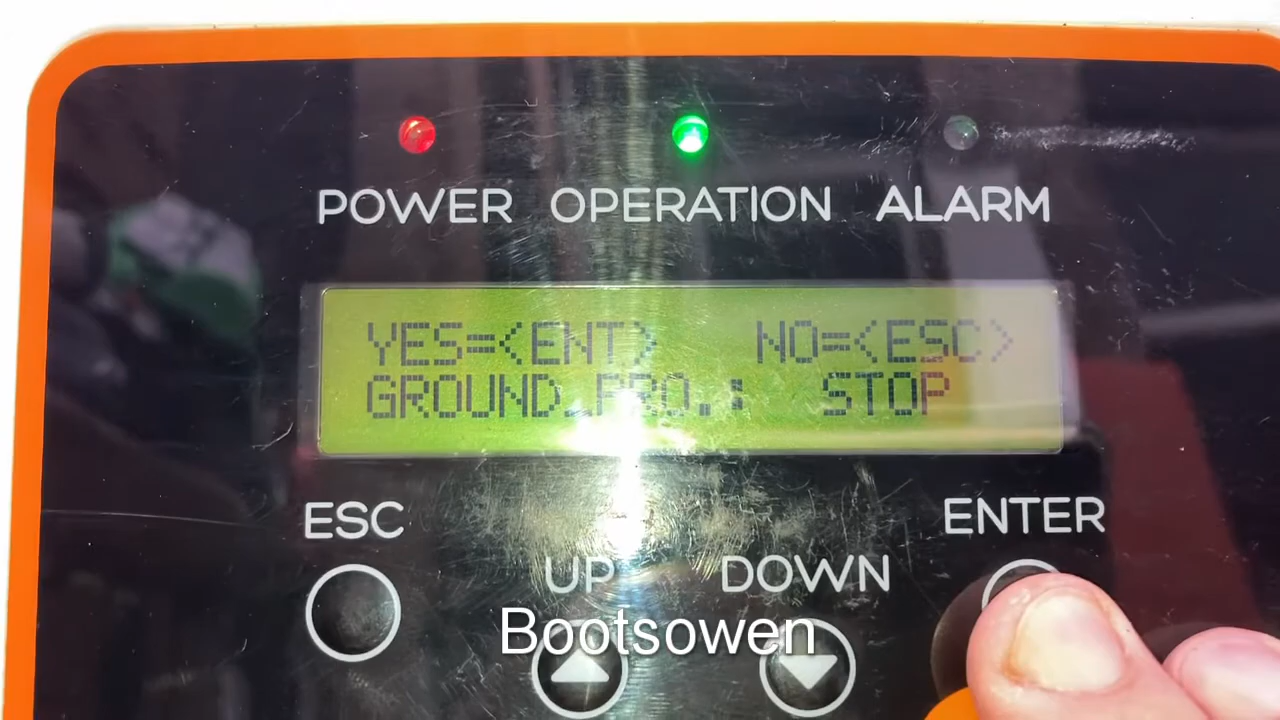 POWER OPERATION ALARM
YES=<ENT> NO=<ESC>
GROUND.PRO.: STOP
ESC
ENTER
UP
DOWN
Bootsowen